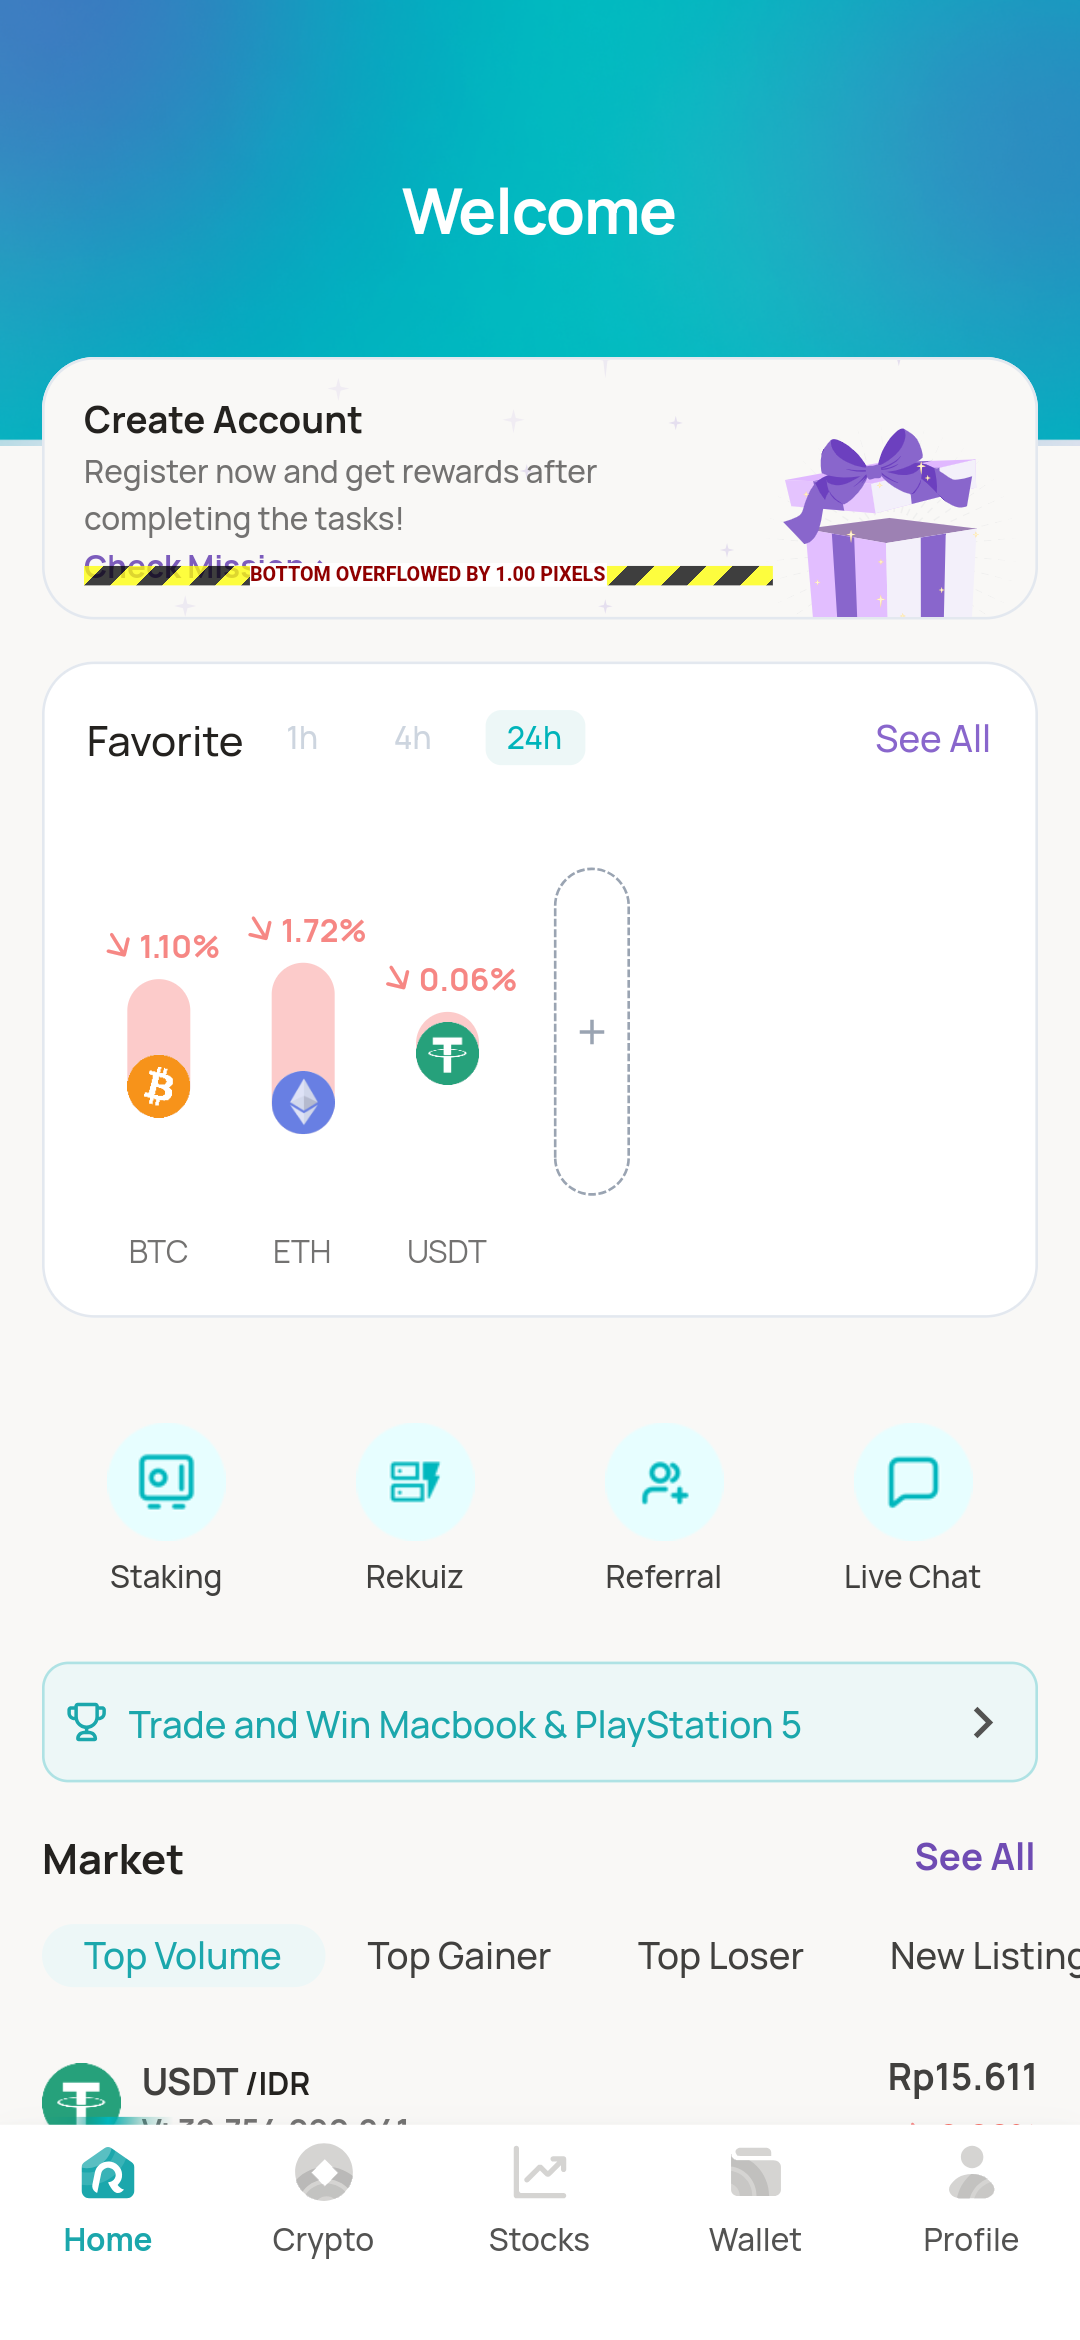 Welcome
Create Account
Register now and get rewards after
completing the tasks!
Check Mission
BOTTOM OVERFLOWED BY 1.00 PIXELS
Favorite 1h 4h 24h See All
1.10% 1.72% 0.06%
+
BTC ETH USDT
Staking Rekuiz Referral Live Chat
Trade and Win Macbook & PlayStation 5
Market See All
Top Volume Top Gainer Top Loser New Listing
USDT /IDR Rp15.611
Home Crypto Stocks Wallet Profile